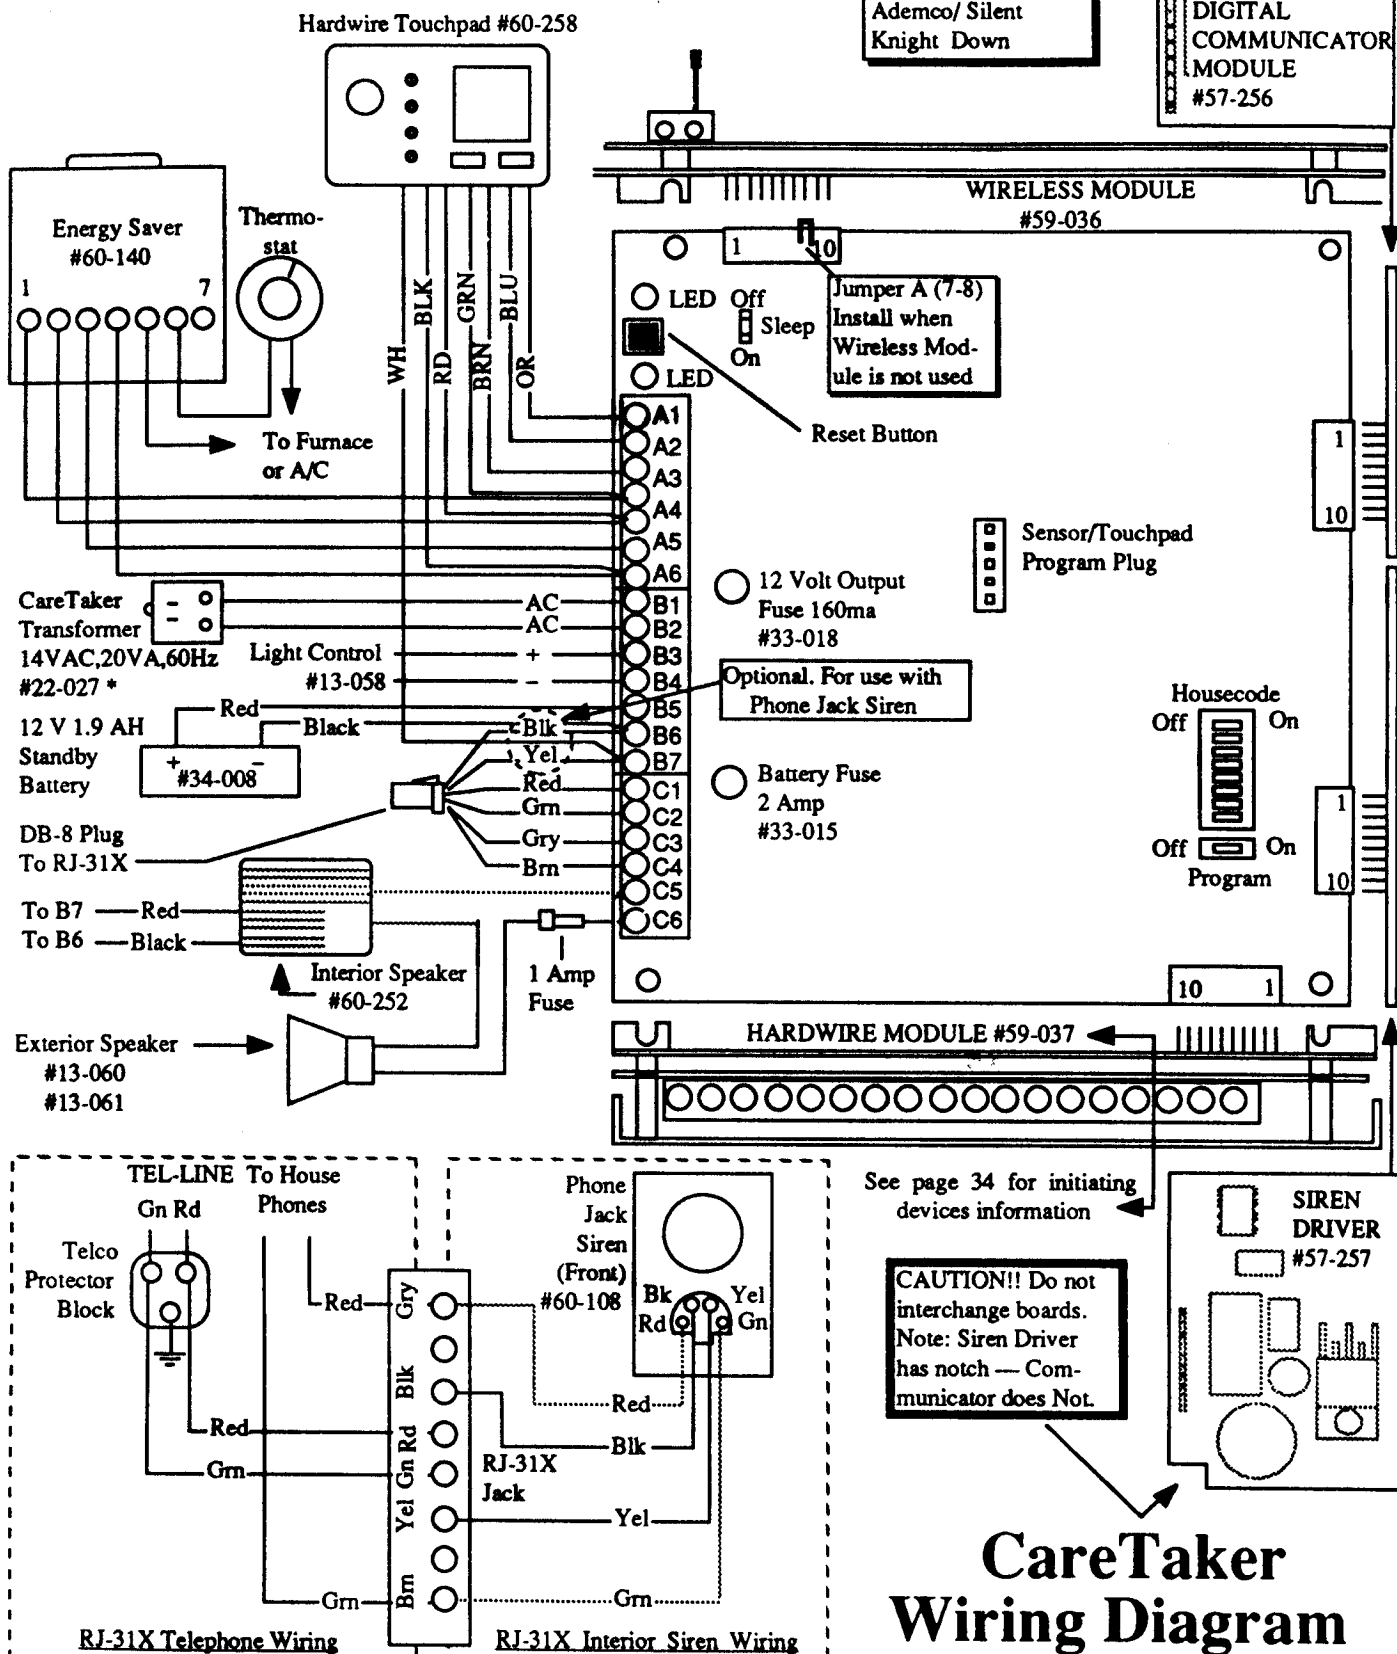 Hardwire Touchpad #60-258
Ademco/ Silent
Knight Down
DIGITAL
COMMUNICATOR
MODULE
#57-256
WIRELESS MODULE
#59-036
Energy Saver
#60-140
1 7
Thermo-
stat
To Furnace
or A/C
WH
BLK
RD
GRN
BRN
BLU
OR
1 10
LED
Off
Sleep
On
LED
Jumper A (7-8)
Install when
Wireless Mod-
ule is not used
Reset Button
A1
A2
A3
A4
A5
A6
B1
B2
B3
B4
B5
B6
B7
C1
C2
C3
C4
C5
C6
1
10
Sensor/Touchpad
Program Plug
12 Volt Output
Fuse 160ma
#33-018
CareTaker
Transformer
14VAC,20VA,60Hz
#22-027 *
AC
AC
Light Control
#13-058
+
-
Optional. For use with
Phone Jack Siren
12 V 1.9 AH
Standby
Battery
Red
Black
+ -
#34-008
Blk
Yel
Red
Grn
Gry
Brn
Battery Fuse
2 Amp
#33-015
Housecode
Off On
Off On
Program
1
10
DB-8 Plug
To RJ-31X
To B7 Red
To B6 Black
Interior Speaker
#60-252
1 Amp
Fuse
10 1
Exterior Speaker
#13-060
#13-061
HARDWIRE MODULE #59-037
See page 34 for initiating
devices information
SIREN
DRIVER
#57-257
CAUTION!! Do not
interchange boards.
Note: Siren Driver
has notch — Com-
municator does Not.
TEL-LINE To House
Phones
Gn Rd
Telco
Protector
Block
Red
Red
Grn
Grn
Gry
Blk
Rd
Gn
Yel
Brn
RJ-31X
Jack
Phone
Jack
Siren
(Front)
#60-108
Bk Yel
Rd Gn
Red
Blk
Yel
Grn
RJ-31X Telephone Wiring
RJ-31X Interior Siren Wiring
CareTaker
Wiring Diagram